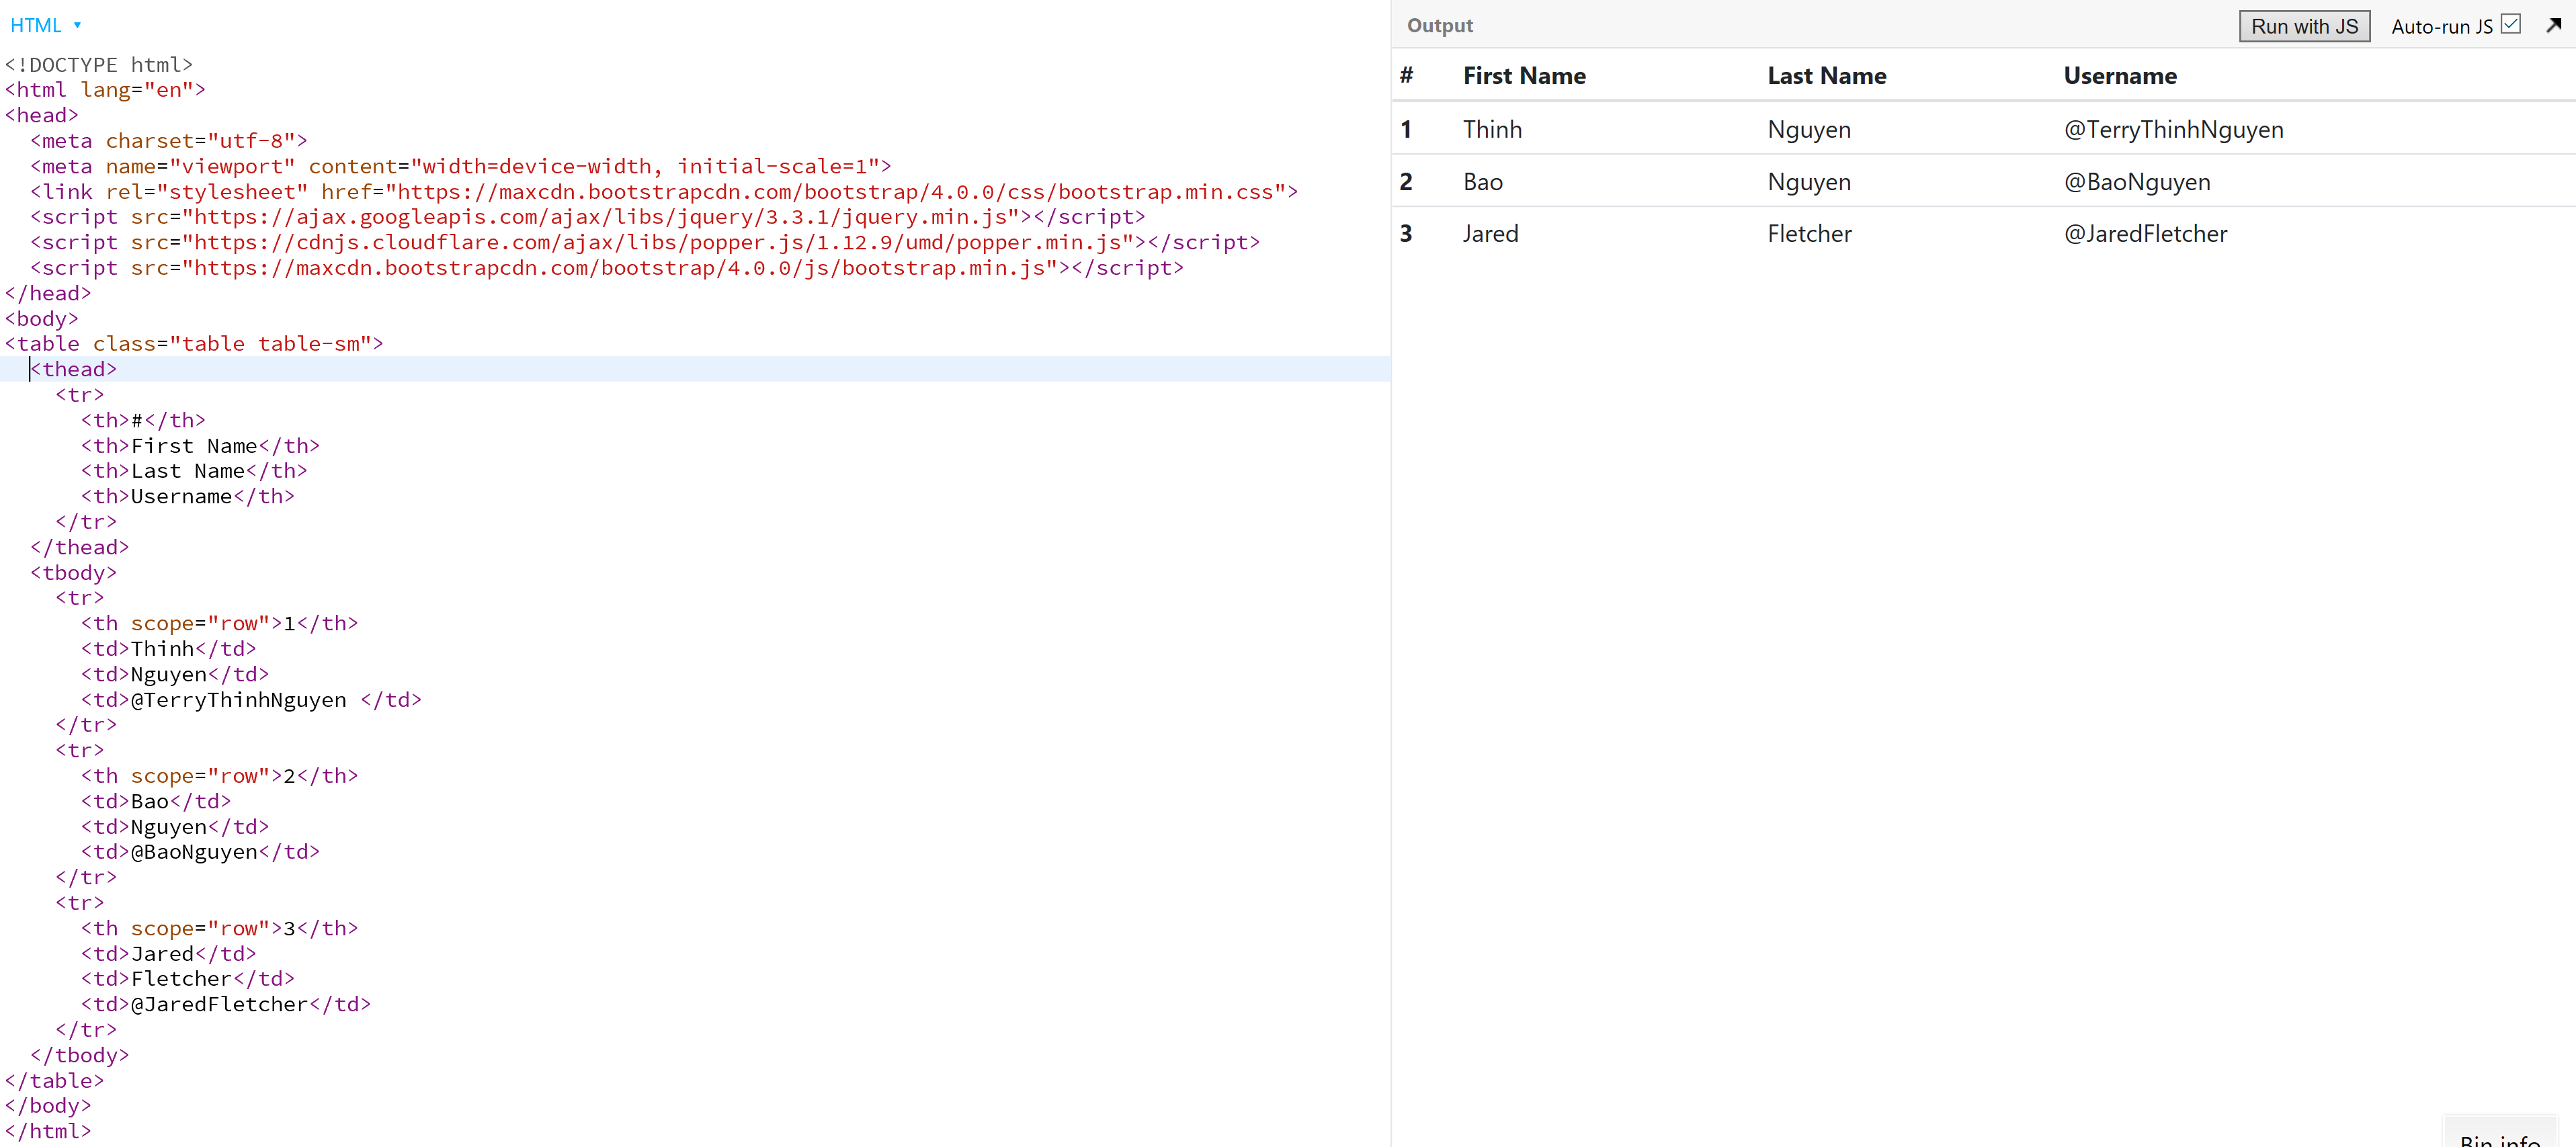 HTML ▾
<!DOCTYPE html>
<html lang="en">
<head>
  <meta charset="utf-8">
  <meta name="viewport" content="width=device-width, initial-scale=1">
  <link rel="stylesheet" href="https://maxcdn.bootstrapcdn.com/bootstrap/4.0.0/css/bootstrap.min.css">
  <script src="https://ajax.googleapis.com/ajax/libs/jquery/3.3.1/jquery.min.js"></script>
  <script src="https://cdnjs.cloudflare.com/ajax/libs/popper.js/1.12.9/umd/popper.min.js"></script>
  <script src="https://maxcdn.bootstrapcdn.com/bootstrap/4.0.0/js/bootstrap.min.js"></script>
</head>
<body>
<table class="table table-sm">
  <thead>
    <tr>
      <th>#</th>
      <th>First Name</th>
      <th>Last Name</th>
      <th>Username</th>
    </tr>
  </thead>
  <tbody>
    <tr>
      <th scope="row">1</th>
      <td>Thinh</td>
      <td>Nguyen</td>
      <td>@TerryThinhNguyen </td>
    </tr>
    <tr>
      <th scope="row">2</th>
      <td>Bao</td>
      <td>Nguyen</td>
      <td>@BaoNguyen</td>
    </tr>
    <tr>
      <th scope="row">3</th>
      <td>Jared</td>
      <td>Fletcher</td>
      <td>@JaredFletcher</td>
    </tr>
  </tbody>
</table>
</body>
</html>
Output Run with JS Auto-run JS
# First Name Last Name Username
1 Thinh Nguyen @TerryThinhNguyen
2 Bao Nguyen @BaoNguyen
3 Jared Fletcher @JaredFletcher
Bin info